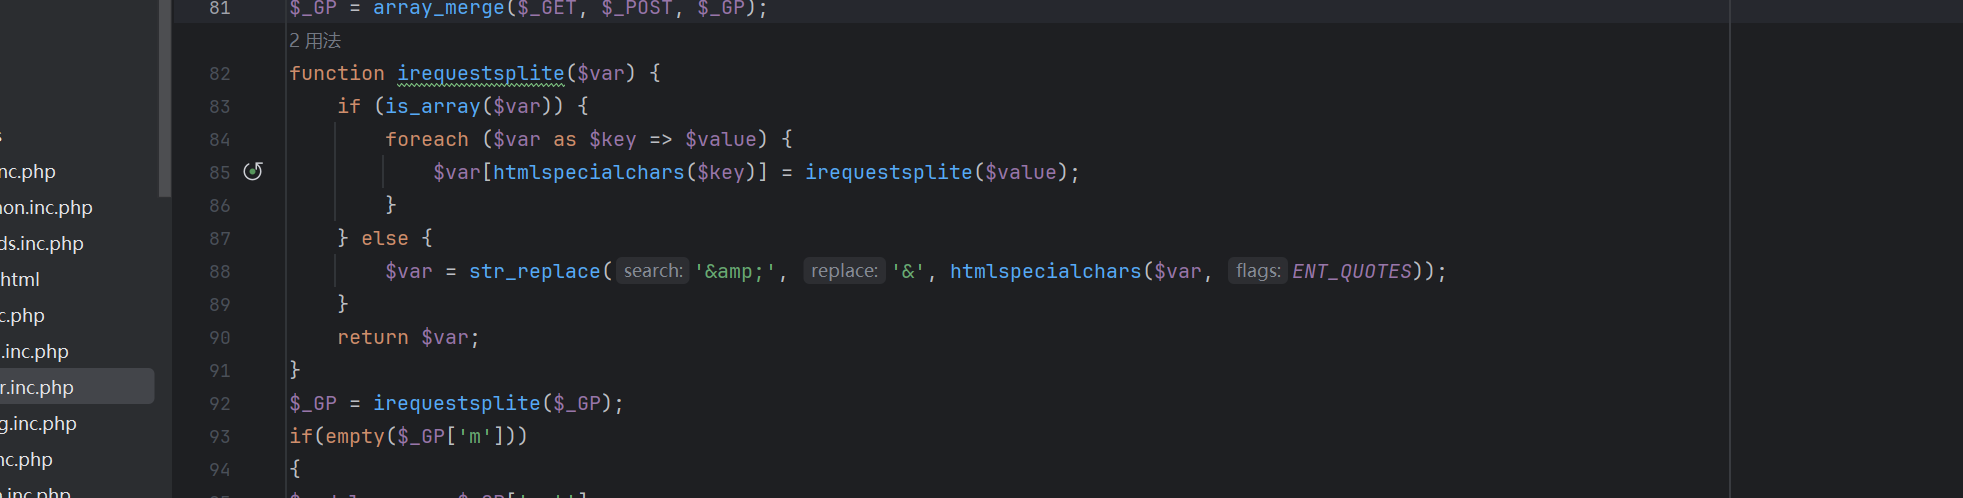 81 $_GP = array_merge($_GET, $_POST, $_GP);
2 用法
82 function irequestsplite($var) {
83 if (is_array($var)) {
84 foreach ($var as $key => $value) {
nc.php 85 $var[htmlspecialchars($key)] = irequestsplite($value);
non.inc.php 86 }
ds.inc.php 87 } else {
html 88 $var = str_replace( search: '&amp;', replace: '&', htmlspecialchars($var, flags: ENT_QUOTES));
c.php 89 }
.inc.php 90 return $var;
r.inc.php 91 }
g.inc.php 92 $_GP = irequestsplite($_GP);
nc.php 93 if(empty($_GP['m']))
94 {